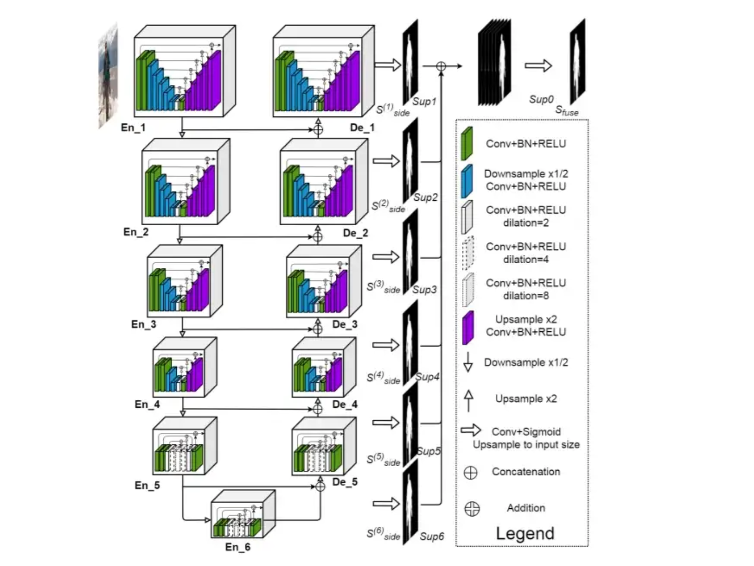 S(1)side
Sup1
Sup0
Sfuse
En_1
De_1
S(2)side
Sup2
En_2
De_2
S(3)side
Sup3
En_3
De_3
S(4)side
Sup4
En_4
De_4
S(5)side
Sup5
En_5
De_5
S(6)side
Sup6
En_6
Conv+BN+RELU
Downsample x1/2
Conv+BN+RELU
Conv+BN+RELU
dilation=2
Conv+BN+RELU
dilation=4
Conv+BN+RELU
dilation=8
Upsample x2
Conv+BN+RELU
Downsample x1/2
Upsample x2
Conv+Sigmoid
Upsample to input size
Concatenation
Addition
Legend